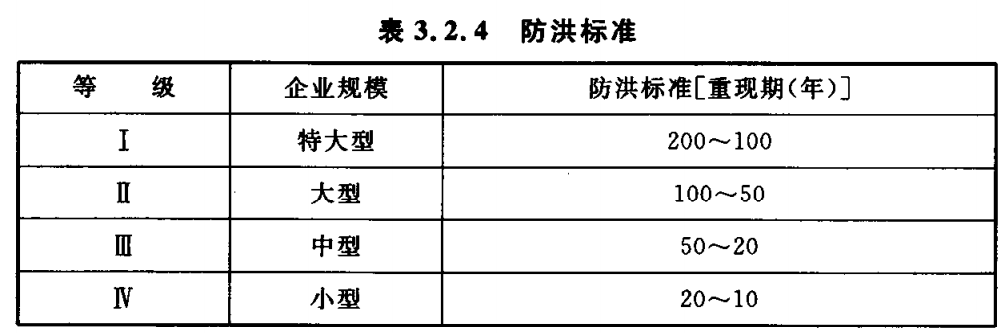 表 3.2.4 防洪标准
等 级 企业规模 防洪标准[重现期(年)]
Ⅰ 特大型 200～100
Ⅱ 大型 100～50
Ⅲ 中型 50～20
Ⅳ 小型 20～10